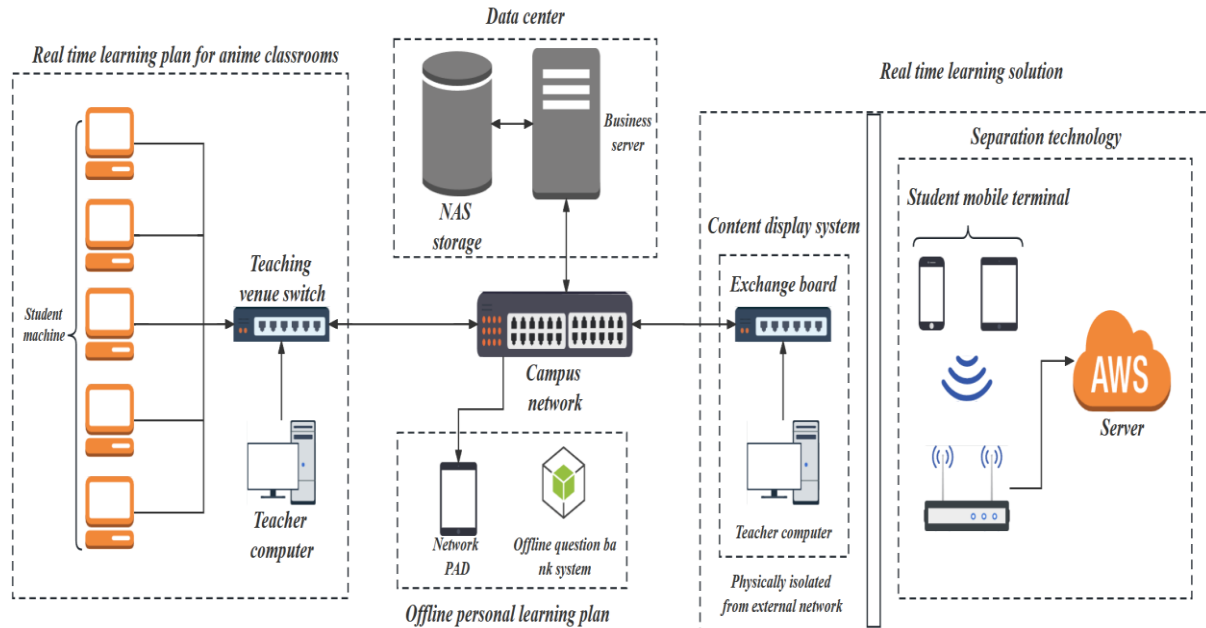 Data center
Real time learning plan for anime classrooms
Real time learning solution
Business
server
Separation technology
NAS
storage
Student mobile terminal
Content display system
Teaching
venue switch
Exchange board
Student
machine
Campus
network
AWS
Server
Teacher
computer
Network
PAD
Offline question ba
nk system
Teacher computer
Physically isolated
from external network
Offline personal learning plan